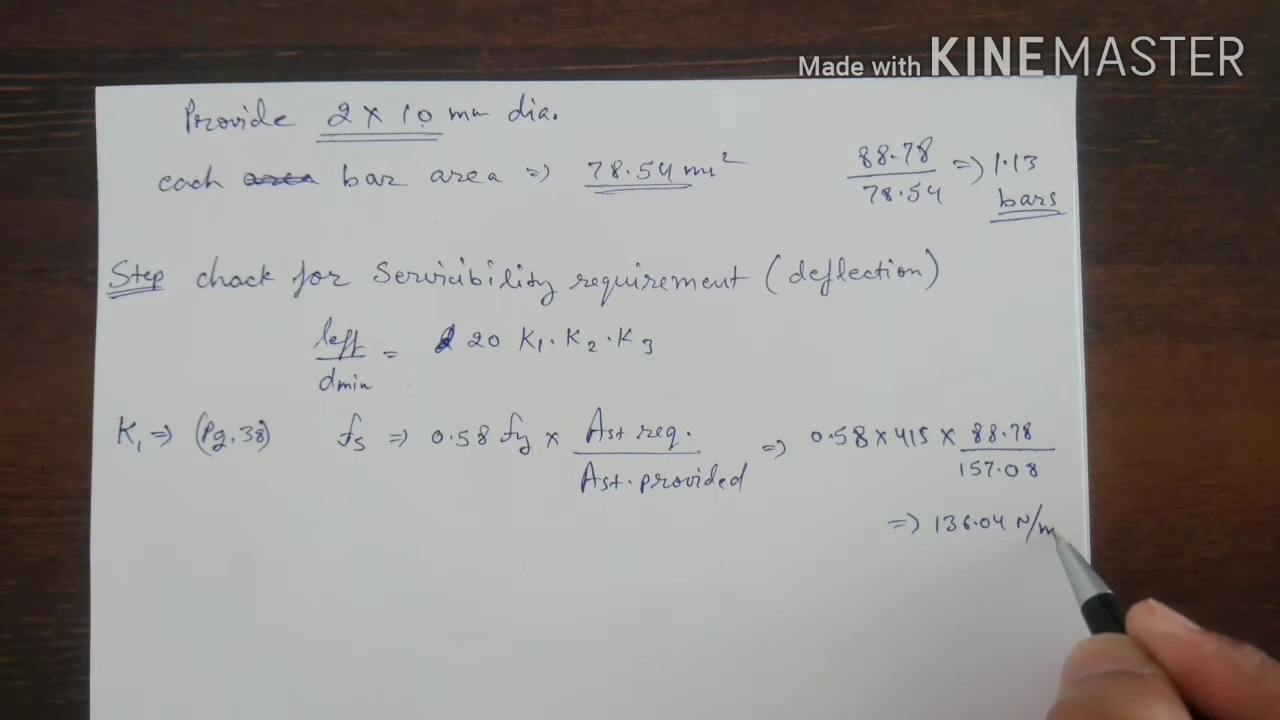 Made with KINEMASTER
Provide 2 x 10 mm dia.
each bar area => 78.54 mm²
88.78 / 78.54 => 1.13
bars
Step chack for Servicibility requirement (deflection)
leff / dmin = 20 K1 . K2 . K3
K1 => (Pg. 38) fs => 0.58 fy x Ast req. / Ast. provided => 0.58 x 415 x 88.78 / 157.08
=> 136.04 N/m